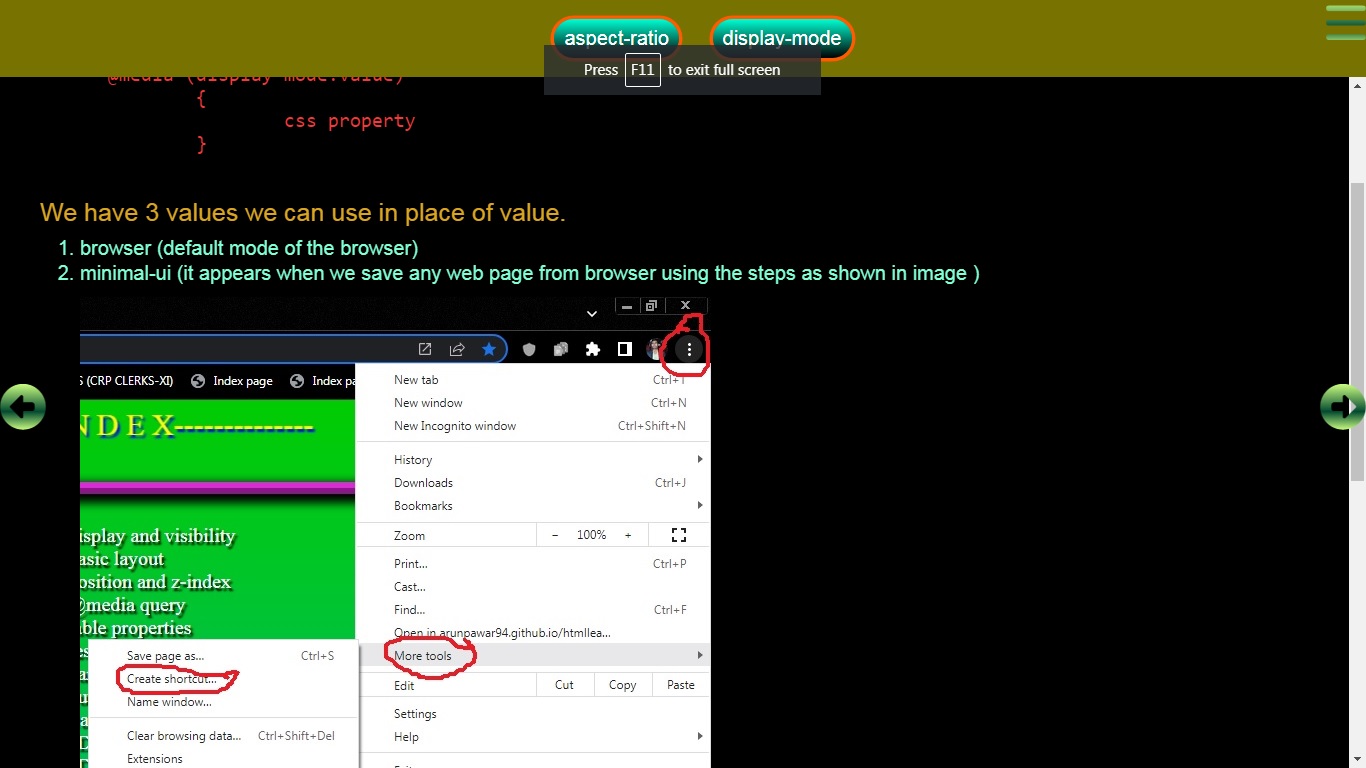 aspect-ratio display-mode
Press F11 to exit full screen
@media (display-mode:value)
{
css property
}
We have 3 values we can use in place of value.
1. browser (default mode of the browser)
2. minimal-ui (it appears when we save any web page from browser using the steps as shown in image )
S (CRP CLERKS-XI) Index page Index pa
N D E X--------------
isplay and visibility
asic layout
osition and z-index
@media query
able properties
New tab Ctrl+T
New window Ctrl+N
New Incognito window Ctrl+Shift+N
History
Downloads Ctrl+J
Bookmarks
Zoom - 100% +
Print... Ctrl+P
Cast...
Find... Ctrl+F
Open in arunpawar94.github.io/htmllea...
More tools
Edit Cut Copy Paste
Settings
Help
Save page as... Ctrl+S
Create shortcut...
Name window...
Clear browsing data... Ctrl+Shift+Del
Extensions